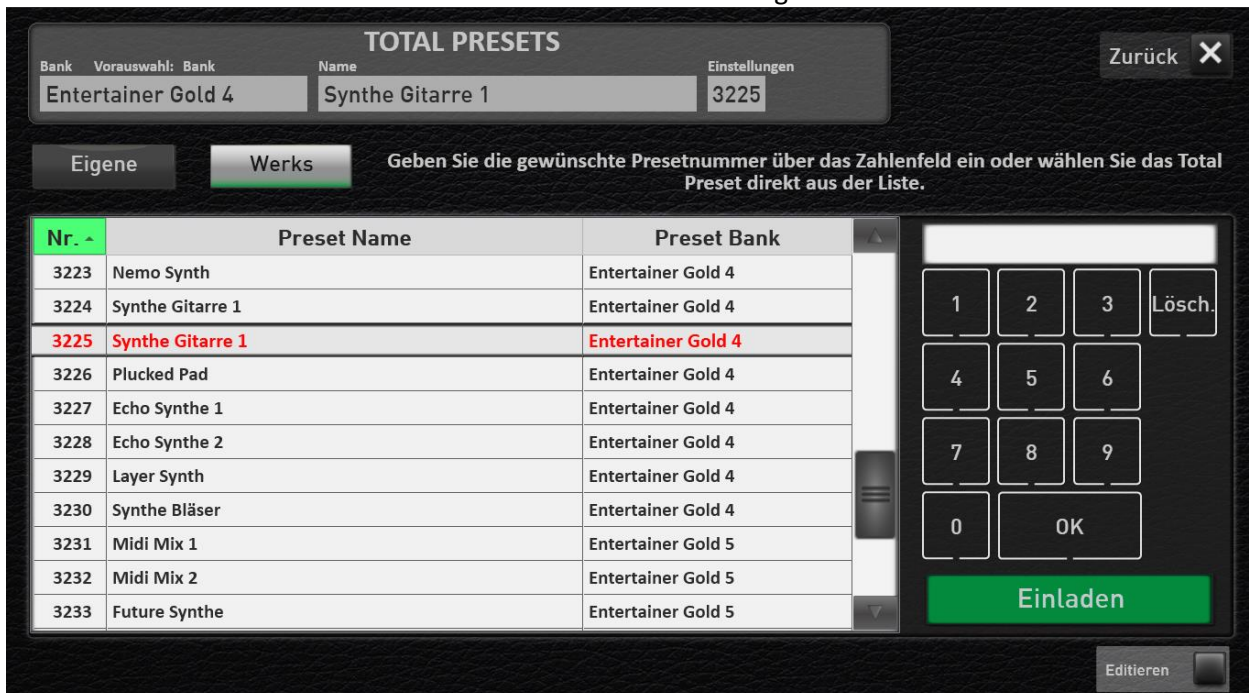 TOTAL PRESETS
Bank Vorauswahl: Bank Name Einstellungen
Entertainer Gold 4 Synthe Gitarre 1 3225
Zurück
Eigene Werks
Geben Sie die gewünschte Presetnummer über das Zahlenfeld ein oder wählen Sie das Total
Preset direkt aus der Liste.
Nr. Preset Name Preset Bank
3223 Nemo Synth Entertainer Gold 4
3224 Synthe Gitarre 1 Entertainer Gold 4
3225 Synthe Gitarre 1 Entertainer Gold 4
3226 Plucked Pad Entertainer Gold 4
3227 Echo Synthe 1 Entertainer Gold 4
3228 Echo Synthe 2 Entertainer Gold 4
3229 Layer Synth Entertainer Gold 4
3230 Synthe Bläser Entertainer Gold 4
3231 Midi Mix 1 Entertainer Gold 5
3232 Midi Mix 2 Entertainer Gold 5
3233 Future Synthe Entertainer Gold 5
1 2 3 Lösch.
4 5 6
7 8 9
0 OK
Einladen
Editieren